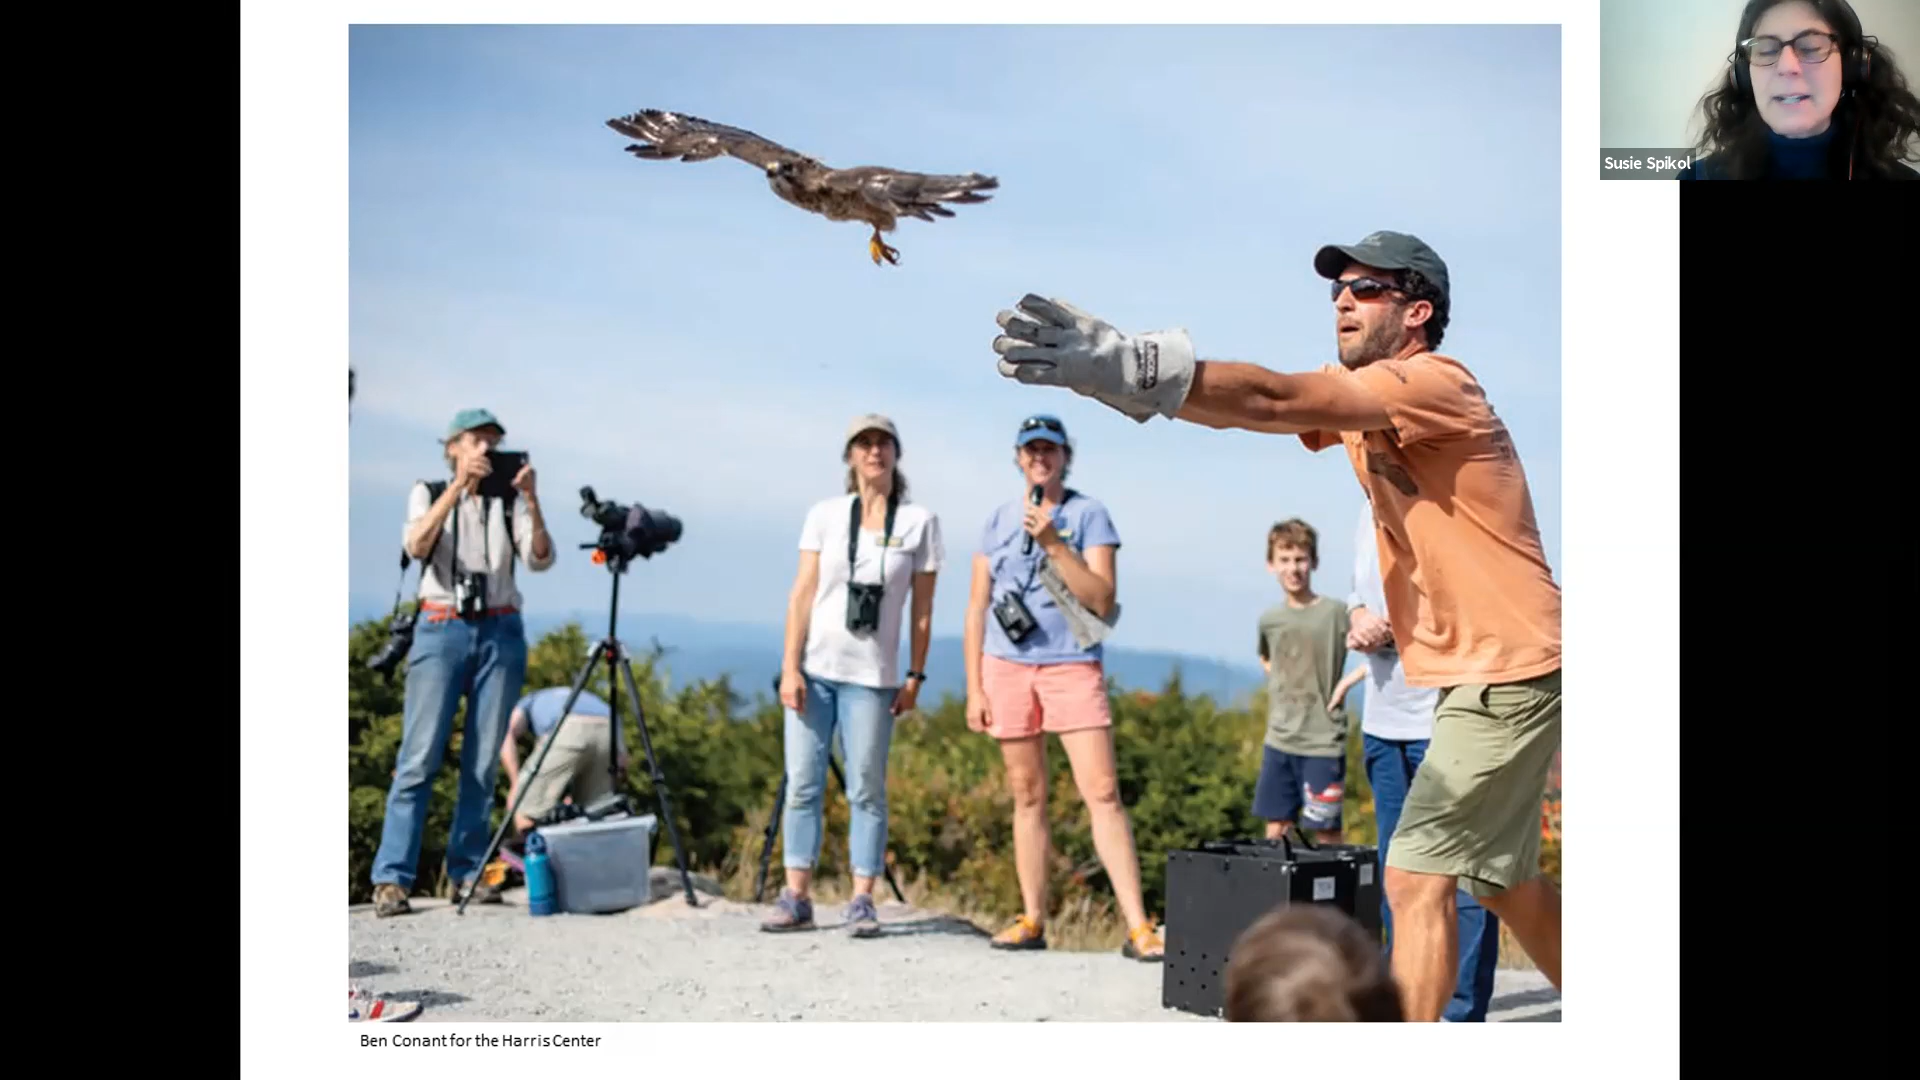 Susie Spikol
Ben Conant for the Harris Center